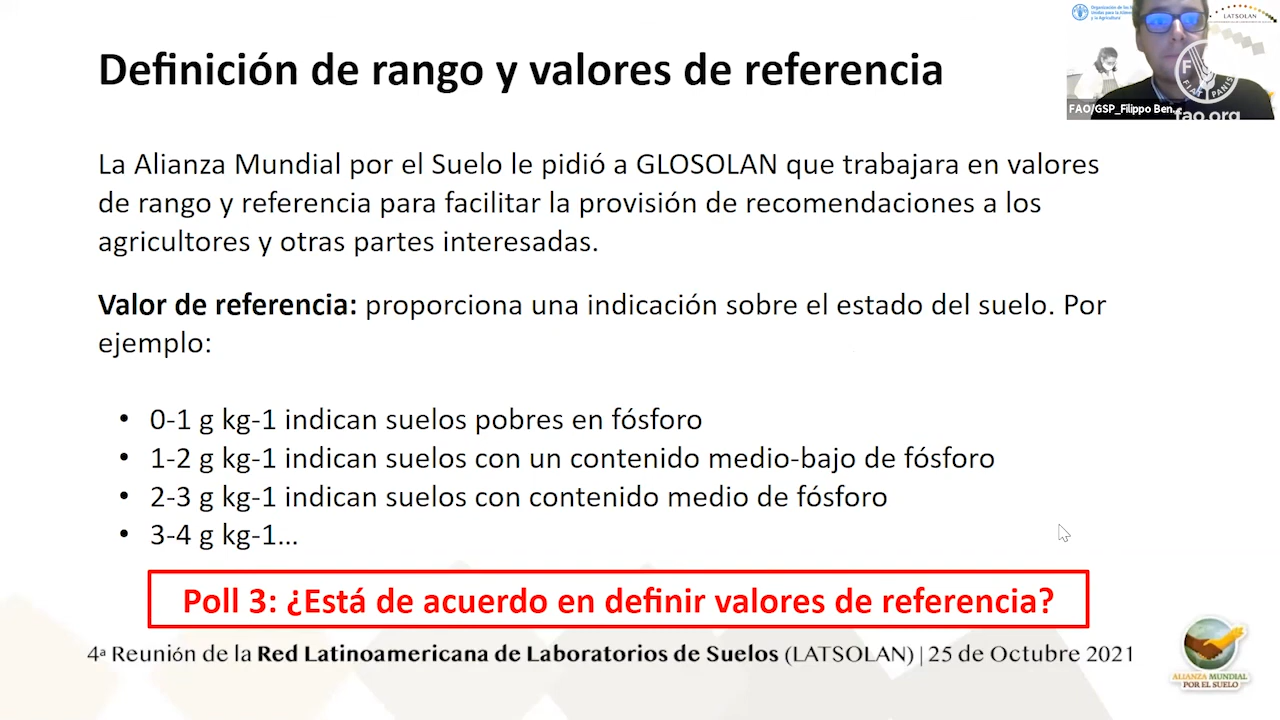 Definición de rango y valores de referencia
La Alianza Mundial por el Suelo le pidió a GLOSOLAN que trabajara en valores
de rango y referencia para facilitar la provisión de recomendaciones a los
agricultores y otras partes interesadas.
Valor de referencia: proporciona una indicación sobre el estado del suelo. Por
ejemplo:
• 0-1 g kg-1 indican suelos pobres en fósforo
• 1-2 g kg-1 indican suelos con un contenido medio-bajo de fósforo
• 2-3 g kg-1 indican suelos con contenido medio de fósforo
• 3-4 g kg-1...
Poll 3: ¿Está de acuerdo en definir valores de referencia?
4ª Reunión de la Red Latinoamericana de Laboratorios de Suelos (LATSOLAN) | 25 de Octubre 2021
ALIANZA MUNDIAL
POR EL SUELO
LATSOLAN
FIAT PANIS
FAO/GSP_Filippo Ben...
fao.org